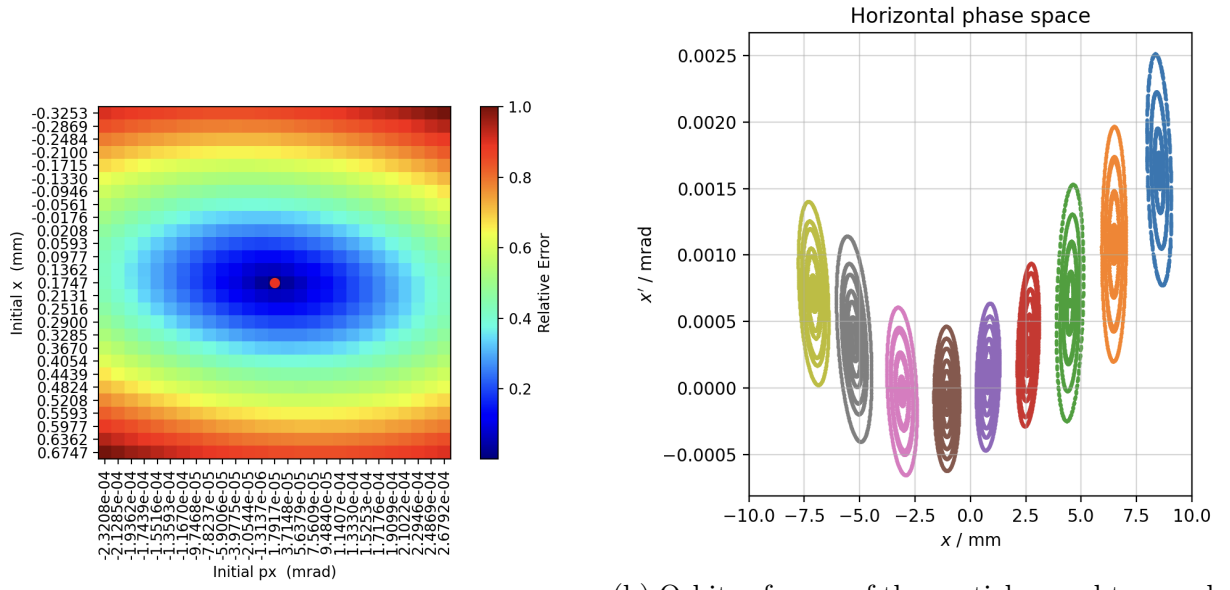 Horizontal phase space
-0.3253
-0.2869
-0.2484
-0.2100
-0.1715
-0.1330
-0.0946
-0.0561
-0.0176
0.0208
0.0593
0.0977
0.1362
0.1747
0.2131
0.2516
0.2900
0.3285
0.3670
0.4054
0.4439
0.4824
0.5208
0.5593
0.5977
0.6362
0.6747
Initial x (mm)
-2.3208e-04
-2.1285e-04
-1.9362e-04
-1.7439e-04
-1.5516e-04
-1.3593e-04
-1.1670e-04
-9.7468e-05
-7.8237e-05
-5.9006e-05
-3.9775e-05
-2.0544e-05
-1.3137e-06
1.7917e-05
3.7148e-05
5.6379e-05
7.5609e-05
9.4840e-05
1.1407e-04
1.3330e-04
1.5253e-04
1.7176e-04
1.9099e-04
2.1022e-04
2.2946e-04
2.4869e-04
2.6792e-04
Initial px (mrad)
1.0
0.8
0.6
0.4
0.2
Relative Error
0.0025
0.0020
0.0015
0.0010
0.0005
0.0000
−0.0005
x′ / mrad
−10.0 −7.5 −5.0 −2.5 0.0 2.5 5.0 7.5 10.0
x / mm